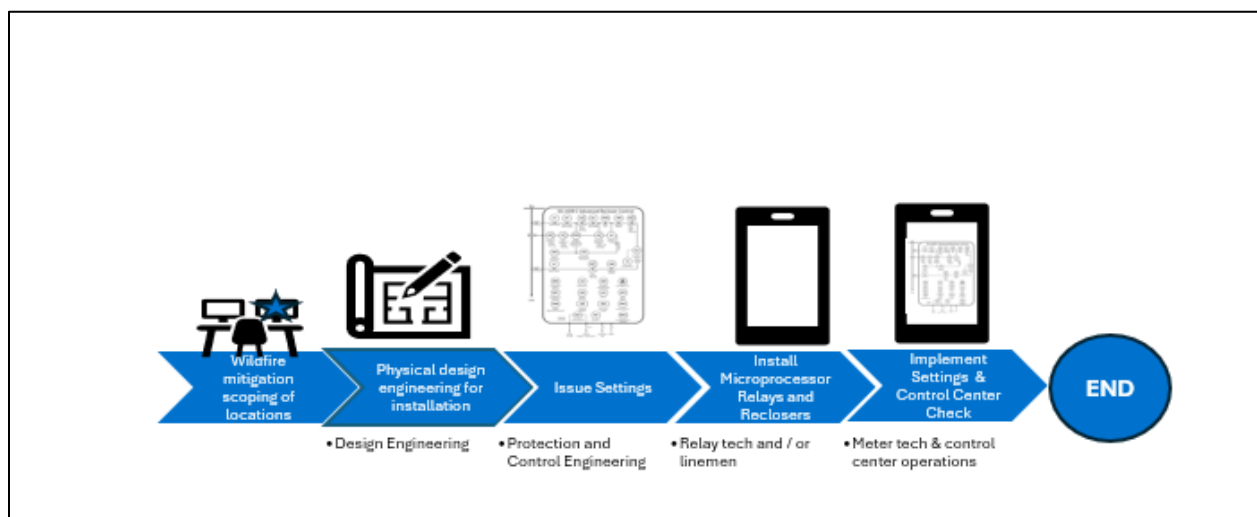 Wildfire
mitigation
scoping of
locations
Physical design
engineering for
installation
Issue Settings
Install
Microprocessor
Relays and
Reclosers
Implement
Settings &
Control Center
Check
END
• Design Engineering
• Protection and
Control Engineering
• Relay tech and / or
linemen
• Meter tech & control
center operations